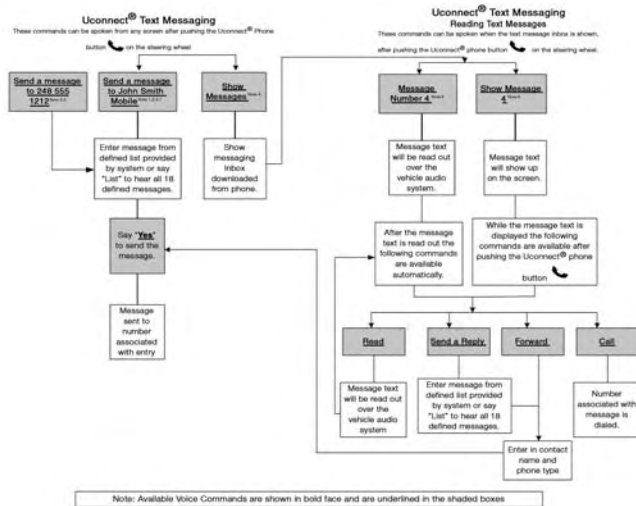 Uconnect® Text Messaging
These commands can be spoken from any screen after pushing the Uconnect® Phone
button on the steering wheel
Send a message
to 248 555
1212
Send a message
to John Smith
Mobile
Show
Messages
Enter message from
defined list provided
by system or say
"List" to hear all 18
defined messages.
Show
messaging
Inbox
downloaded
from phone.
Say "Yes"
to send the
message.
Message
sent to
number
associated
with entry
Uconnect® Text Messaging
Reading Text Messages
These commands can be spoken when the text message inbox is shown,
after pushing the Uconnect® phone button on the steering wheel.
Message
Number 4
Show Message
4
Message text
will be read out
over the
vehicle audio
system.
Message text
will show up
on the screen.
After the message
text is read out the
following commands
are available
automatically.
While the message text is
displayed the following
commands are available after
pushing the Uconnect® phone
button
Read
Send a Reply
Forward
Call
Message text
will be read out
over the
vehicle audio
system
Enter message from
defined list provided
by system or say
"List" to hear all 18
defined messages.
Number
associated with
message is
dialed.
Enter in contact
name and
phone type
Note: Available Voice Commands are shown in bold face and are underlined in the shaded boxes